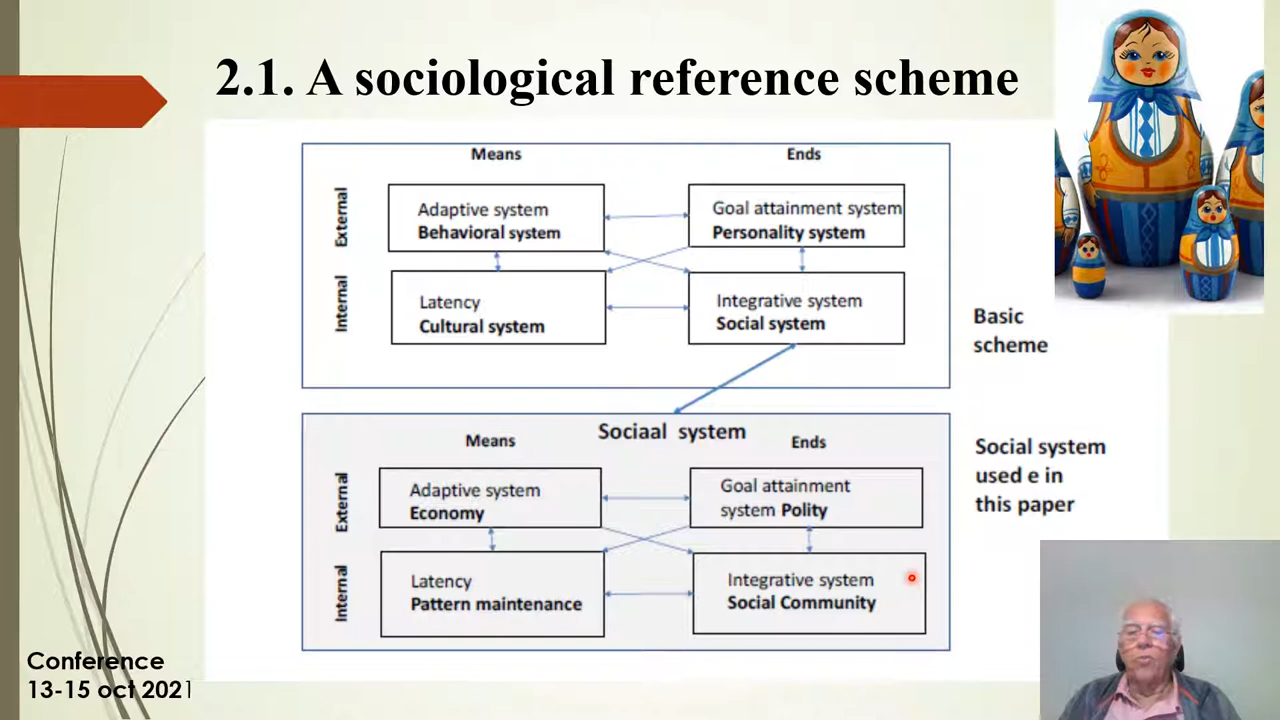 2.1. A sociological reference scheme
Means
Ends
External
Adaptive system
Behavioral system
Goal attainment system
Personality system
Internal
Latency
Cultural system
Integrative system
Social system
Basic
scheme
Sociaal system
Means
Ends
External
Adaptive system
Economy
Goal attainment
system Polity
Internal
Latency
Pattern maintenance
Integrative system
Social Community
Social system
used e in
this paper
Conference
13-15 oct 2021